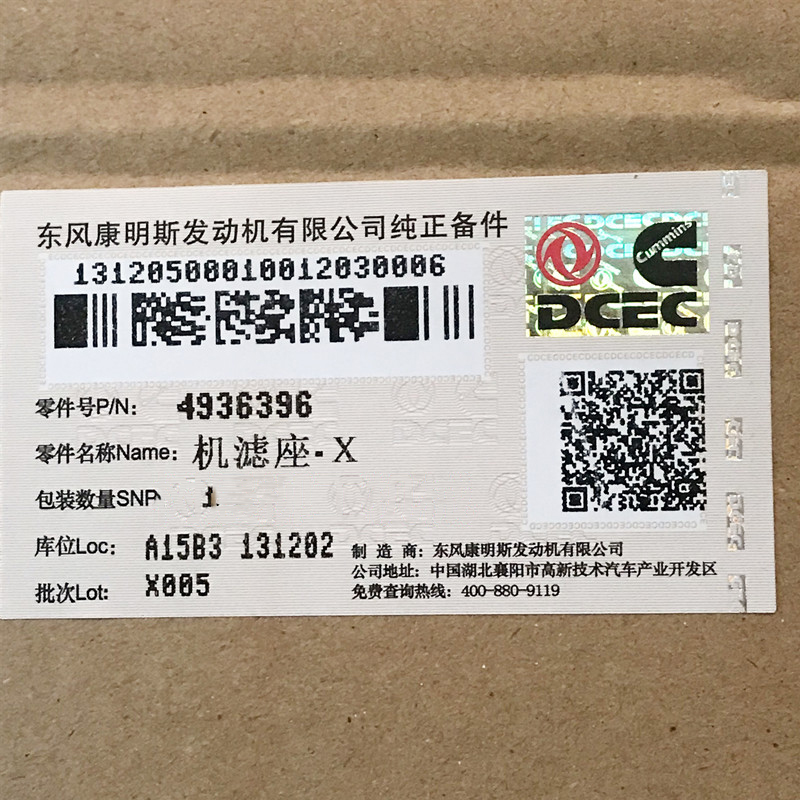 东风康明斯发动机有限公司纯正备件
13120500010012030006
Cummins
DCEC
零件号P/N: 4936396
零件名称Name: 机滤座-X
包装数量SNP 1
库位Loc: A15B3 131202
批次Lot: X005
制 造 商: 东风康明斯发动机有限公司
公司地址: 中国湖北襄阳市高新技术汽车产业开发区
免费查询热线: 400-880-9119